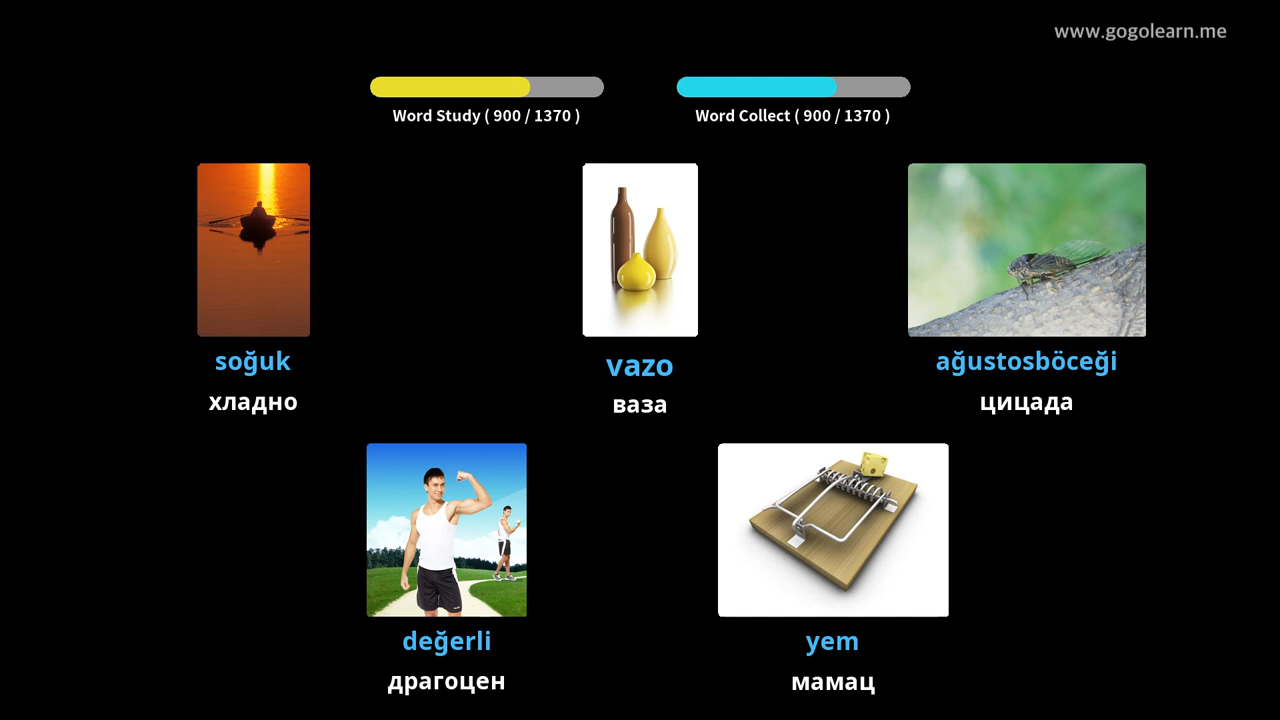 www.gogolearn.me
Word Study ( 900 / 1370 )
Word Collect ( 900 / 1370 )
soğuk
хладно
vazo
ваза
ağustosböceği
цицада
değerli
драгоцен
yem
мамац